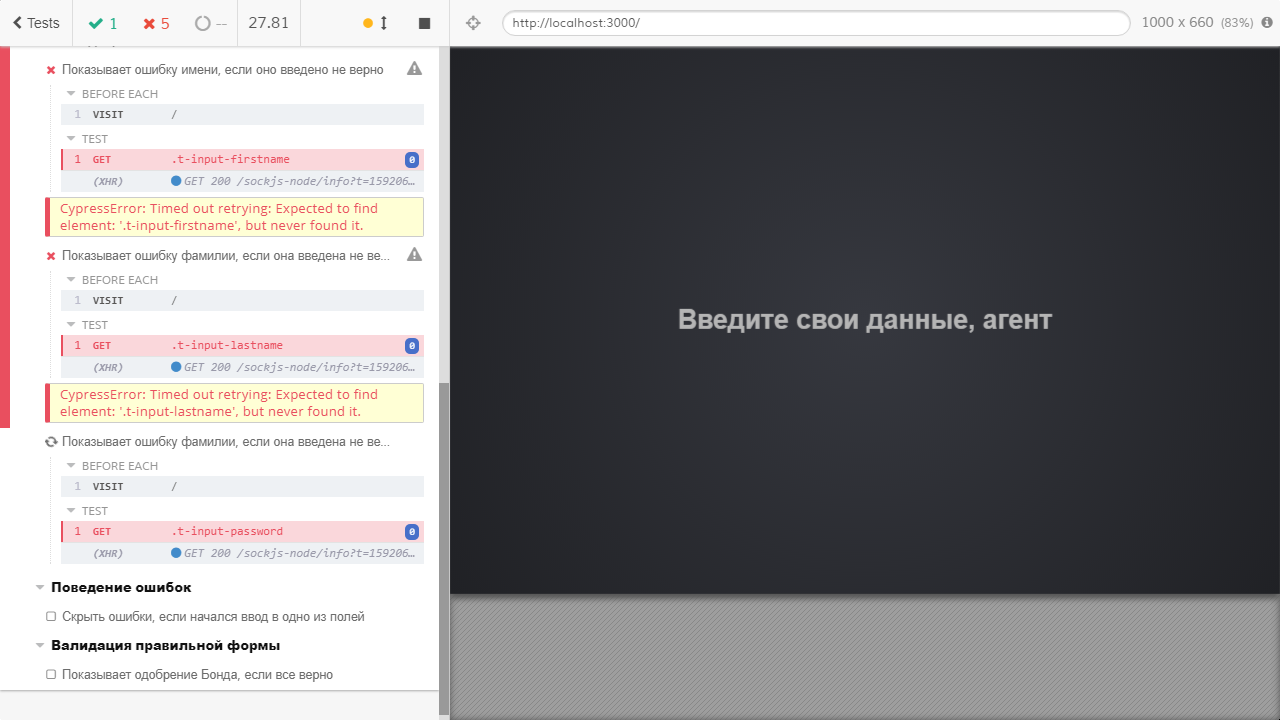 Tests
1
5
--
27.81
http://localhost:3000/
1000 x 660 (83%)
Показывает ошибку имени, если оно введено не верно
BEFORE EACH
1 VISIT /
TEST
1 GET .t-input-firstname 0
(XHR) GET 200 /sockjs-node/info?t=159206…
CypressError: Timed out retrying: Expected to find
element: '.t-input-firstname', but never found it.
Показывает ошибку фамилии, если она введена не ве...
BEFORE EACH
1 VISIT /
TEST
1 GET .t-input-lastname 0
(XHR) GET 200 /sockjs-node/info?t=159206…
CypressError: Timed out retrying: Expected to find
element: '.t-input-lastname', but never found it.
Показывает ошибку фамилии, если она введена не ве...
BEFORE EACH
1 VISIT /
TEST
1 GET .t-input-password 0
(XHR) GET 200 /sockjs-node/info?t=159206…
Поведение ошибок
Скрыть ошибки, если начался ввод в одно из полей
Валидация правильной формы
Показывает одобрение Бонда, если все верно
Введите свои данные, агент